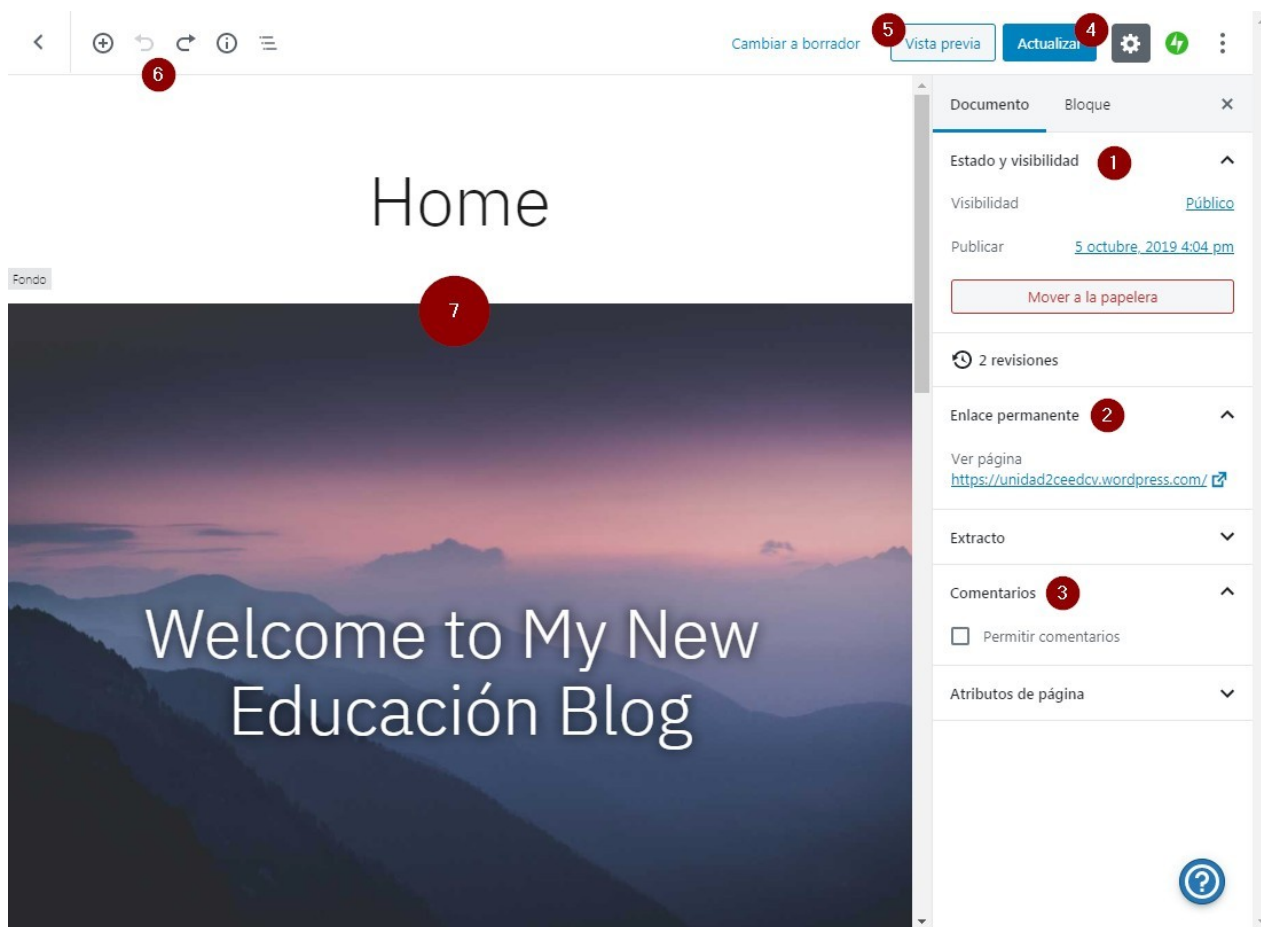 Cambiar a borrador
5
Vista previa
Actualizar
4
6
Documento
Bloque
Estado y visibilidad
1
Visibilidad
Público
Publicar
5 octubre, 2019 4:04 pm
Mover a la papelera
2 revisiones
Enlace permanente
2
Ver página
https://unidad2ceedcv.wordpress.com/
Extracto
Comentarios
3
Permitir comentarios
Atributos de página
Home
Fondo
7
Welcome to My New
Educación Blog